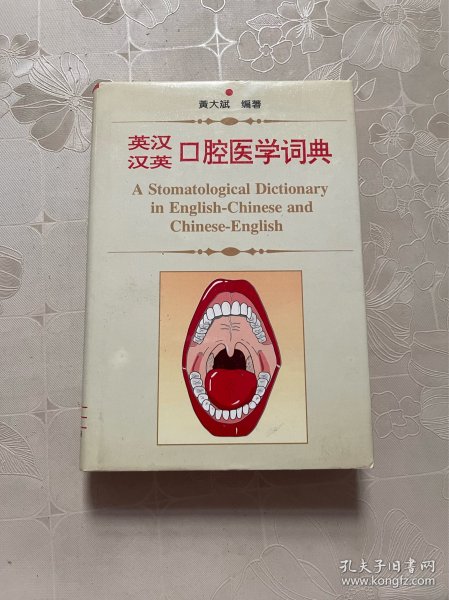 黄大斌 编著
英汉
汉英
口腔医学词典
A Stomatological Dictionary
in English-Chinese and
Chinese-English
孔夫子旧书网
www.kongfz.com